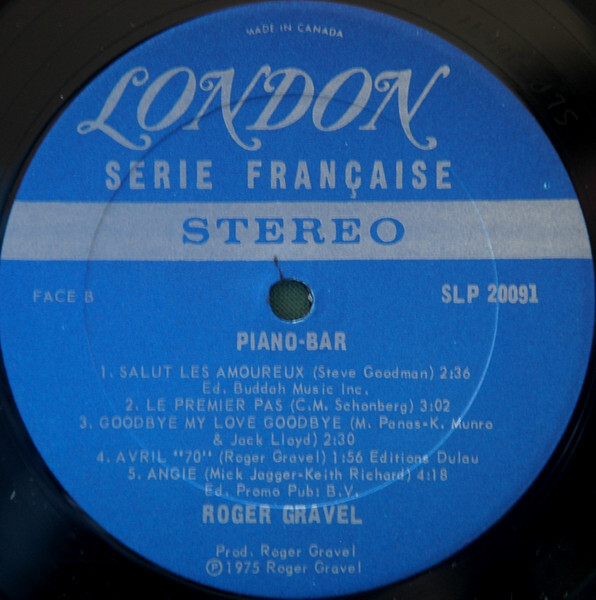 MADE IN CANADA
LONDON
SERIE FRANÇAISE
STEREO
FACE B
SLP 20091
PIANO-BAR
1. SALUT LES AMOUREUX (Steve Goodman) 2:36
Ed. Buddah Music Inc.
2. LE PREMIER PAS (C.M. Schonberg) 3:02
3. GOODBYE MY LOVE GOODBYE (M. Panas-K. Munro
& Jack Lloyd) 2:30
4. AVRIL "70" (Roger Gravel) 1:56 Editions Dulau
5. ANGIE (Mick Jagger-Keith Richard) 4:18
Ed. Promo Pub: B.V.
ROGER GRAVEL
Prod. Roger Gravel
Ⓟ 1975 Roger Gravel